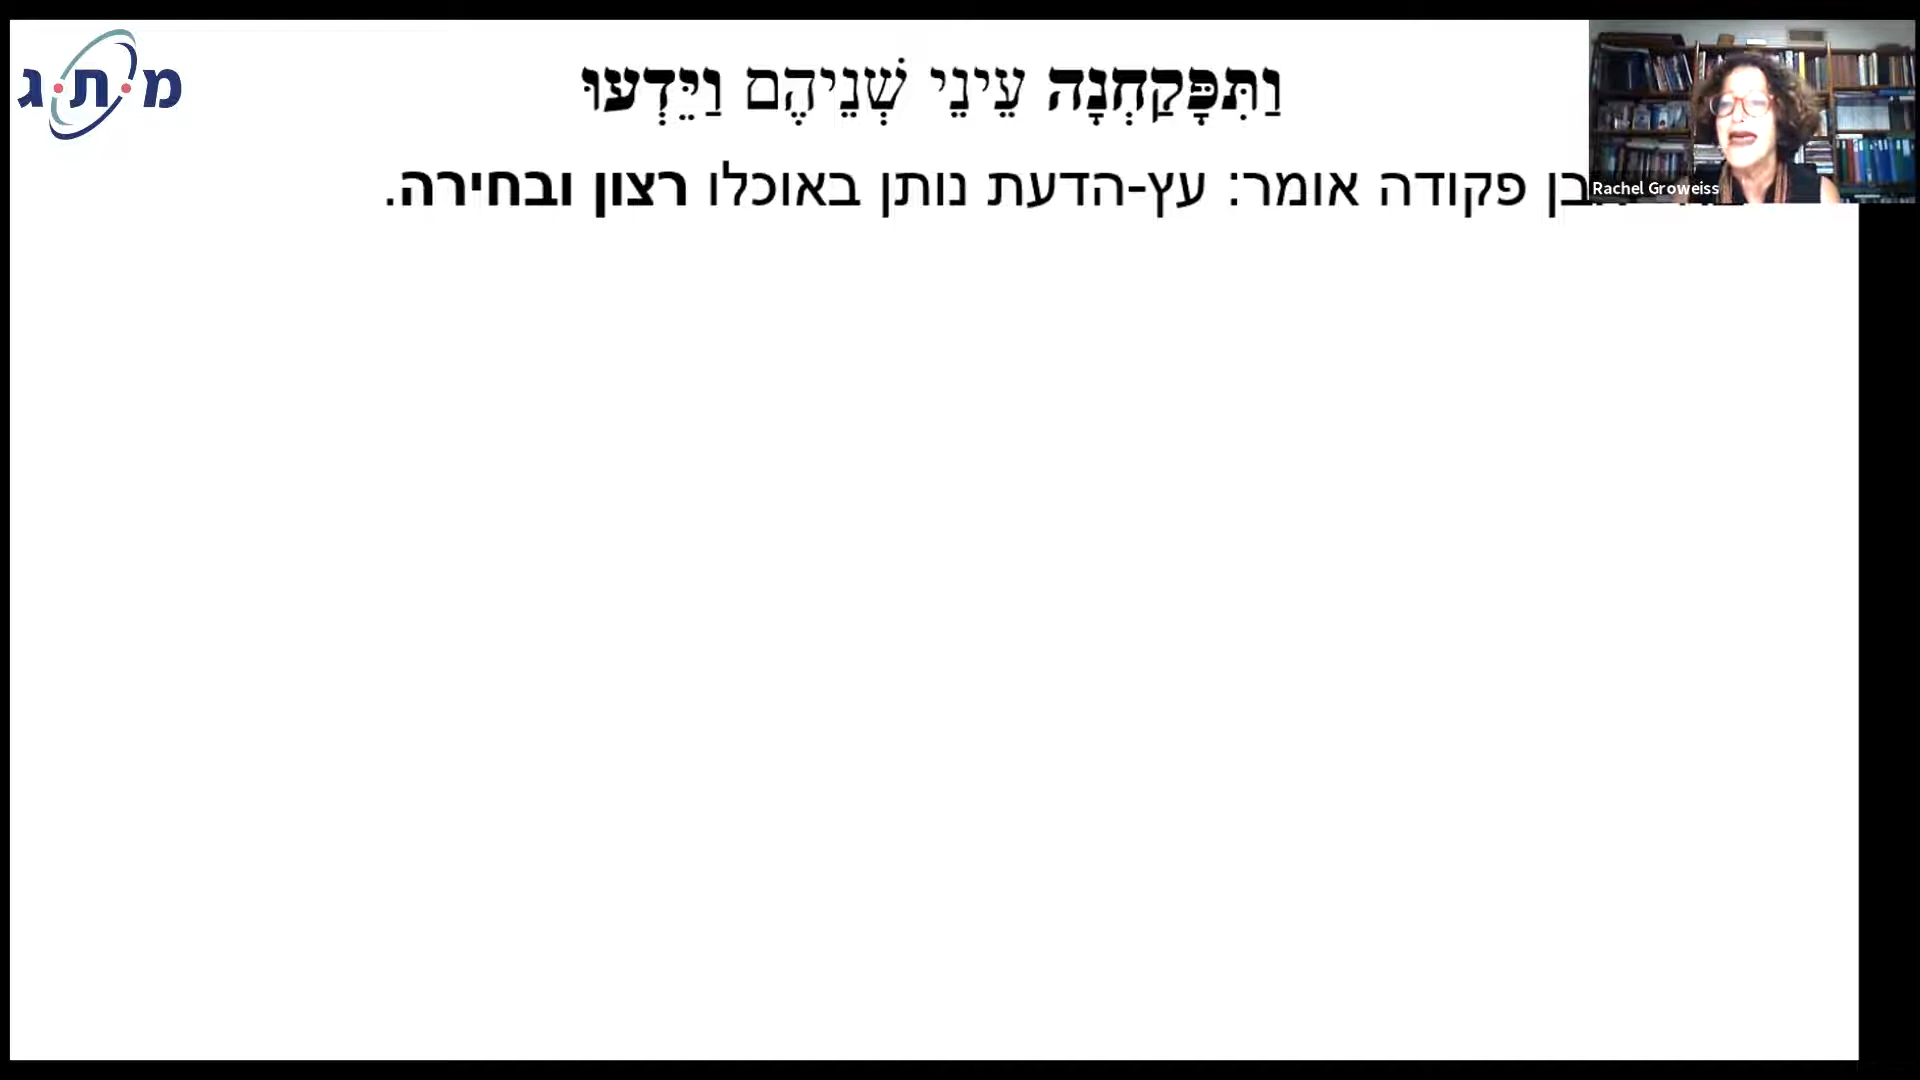 מ.ת.ג
וַתִּפָּקַחְנָה עֵינֵי שְׁנֵיהֶם וַיֵּדְעוּ
פקודה אומר: עץ-הדעת נותן באוכלו רצון ובחירה.
Rachel Groweiss